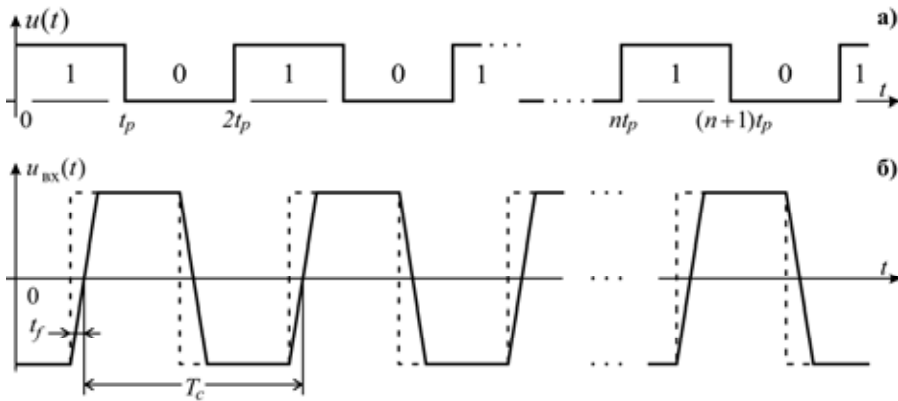 u(t) а)
1 0 1 0 1 · · · 1 0 1
0 t_p 2t_p · · · nt_p (n+1)t_p t
u_вх(t) б)
· · · t
0
t_f
T_c · · ·